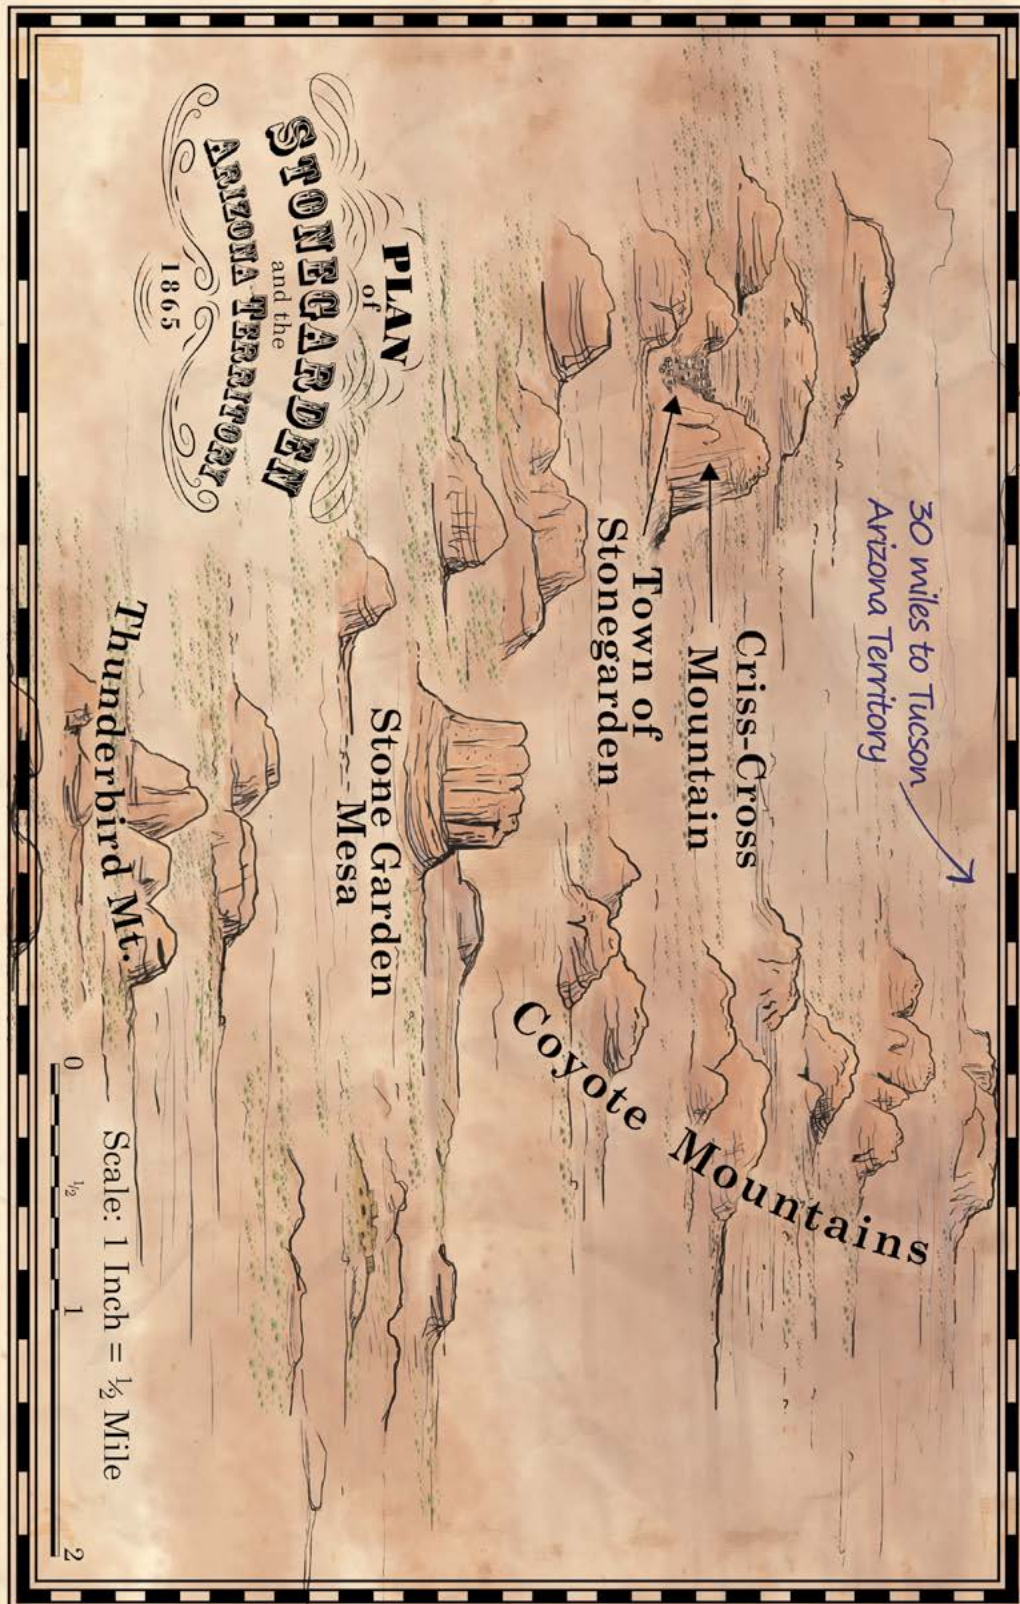 PLAN
of
STONEGARDEN
and the
ARIZONA TERRITORY
1865
30 miles to Tucson
Arizona Territory
Criss-Cross
Mountain
Town of
Stonegarden
Coyote Mountains
Stone Garden
Mesa
Thunderbird Mt.
Scale: 1 Inch = ½ Mile
0 ½ 1 2